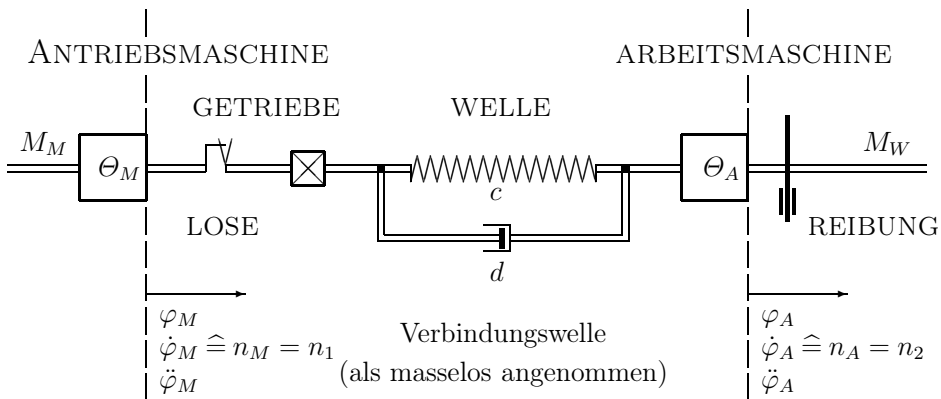 ANTRIEBSMASCHINE
ARBEITSMASCHINE
GETRIEBE
WELLE
M_M
Θ_M
c
Θ_A
M_W
LOSE
REIBUNG
d
φ_M
φ̇_M ≙ n_M = n_1
φ̈_M
Verbindungswelle
(als masselos angenommen)
φ_A
φ̇_A ≙ n_A = n_2
φ̈_A